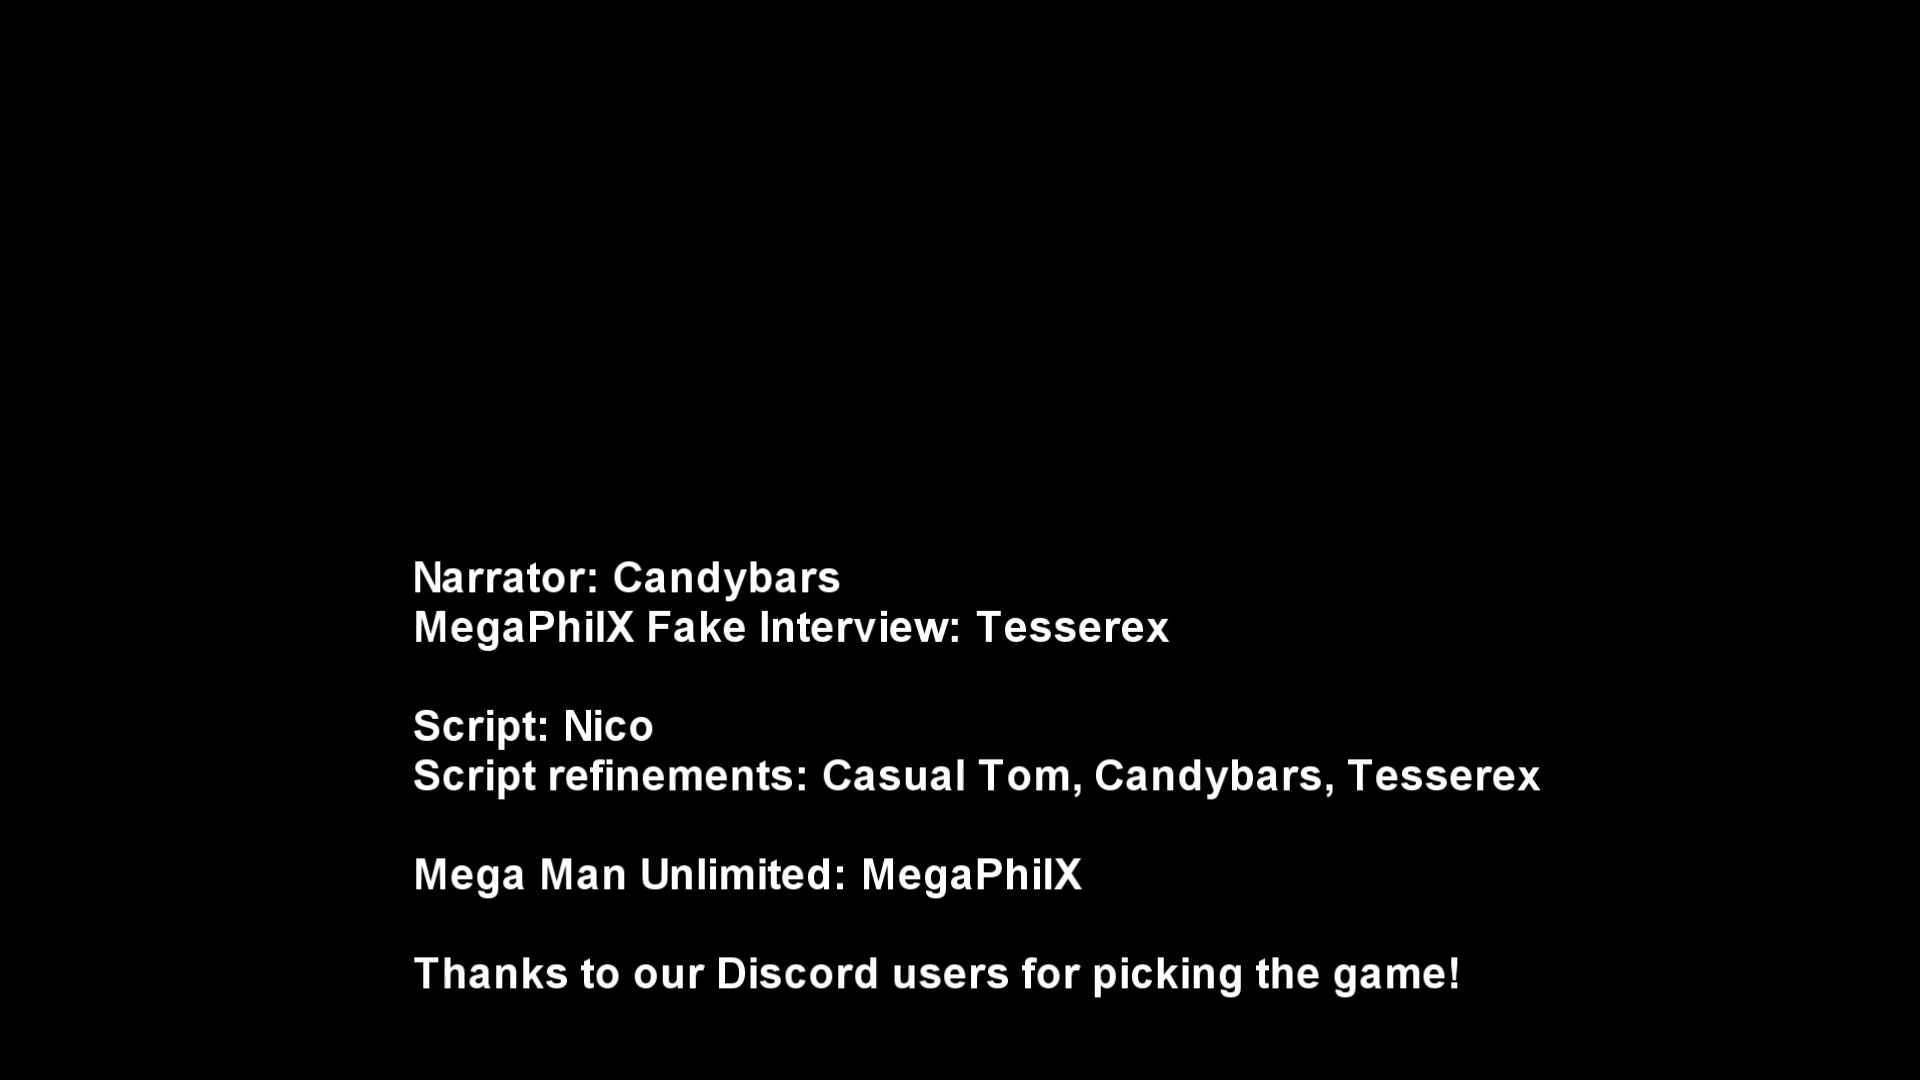 Narrator: Candybars
MegaPhilX Fake Interview: Tesserex
Script: Nico
Script refinements: Casual Tom, Candybars, Tesserex
Mega Man Unlimited: MegaPhilX
Thanks to our Discord users for picking the game!